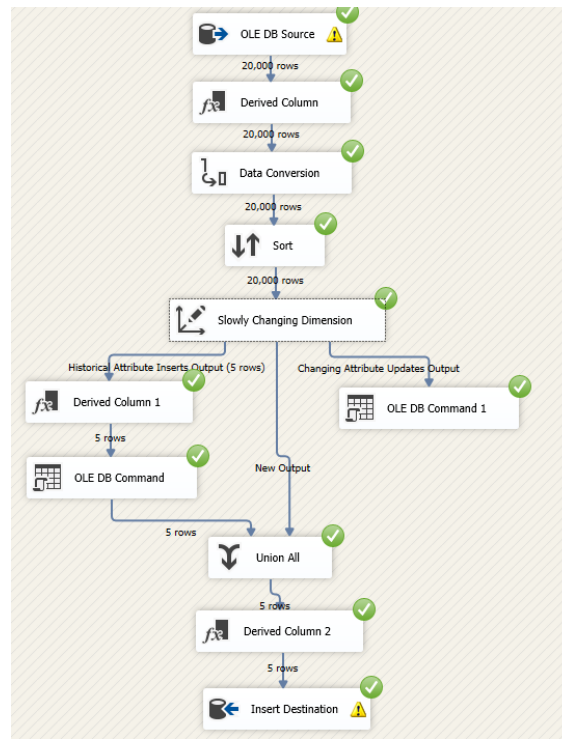 OLE DB Source
20,000 rows
Derived Column
20,000 rows
Data Conversion
20,000 rows
Sort
20,000 rows
Slowly Changing Dimension
Historical Attribute Inserts Output (5 rows)
Changing Attribute Updates Output
Derived Column 1
OLE DB Command 1
5 rows
OLE DB Command
New Output
5 rows
Union All
5 rows
Derived Column 2
5 rows
Insert Destination